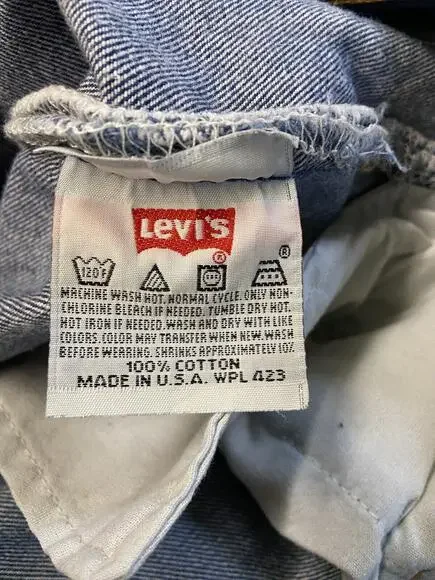 LEVI'S
®
120°F
®
MACHINE WASH HOT. NORMAL CYCLE. ONLY NON-
CHLORINE BLEACH IF NEEDED. TUMBLE DRY HOT.
HOT IRON IF NEEDED. WASH AND DRY WITH LIKE
COLORS. COLOR MAY TRANSFER WHEN NEW. WASH
BEFORE WEARING. SHRINKS APPROXIMATELY 10%
100% COTTON
MADE IN U.S.A. WPL 423